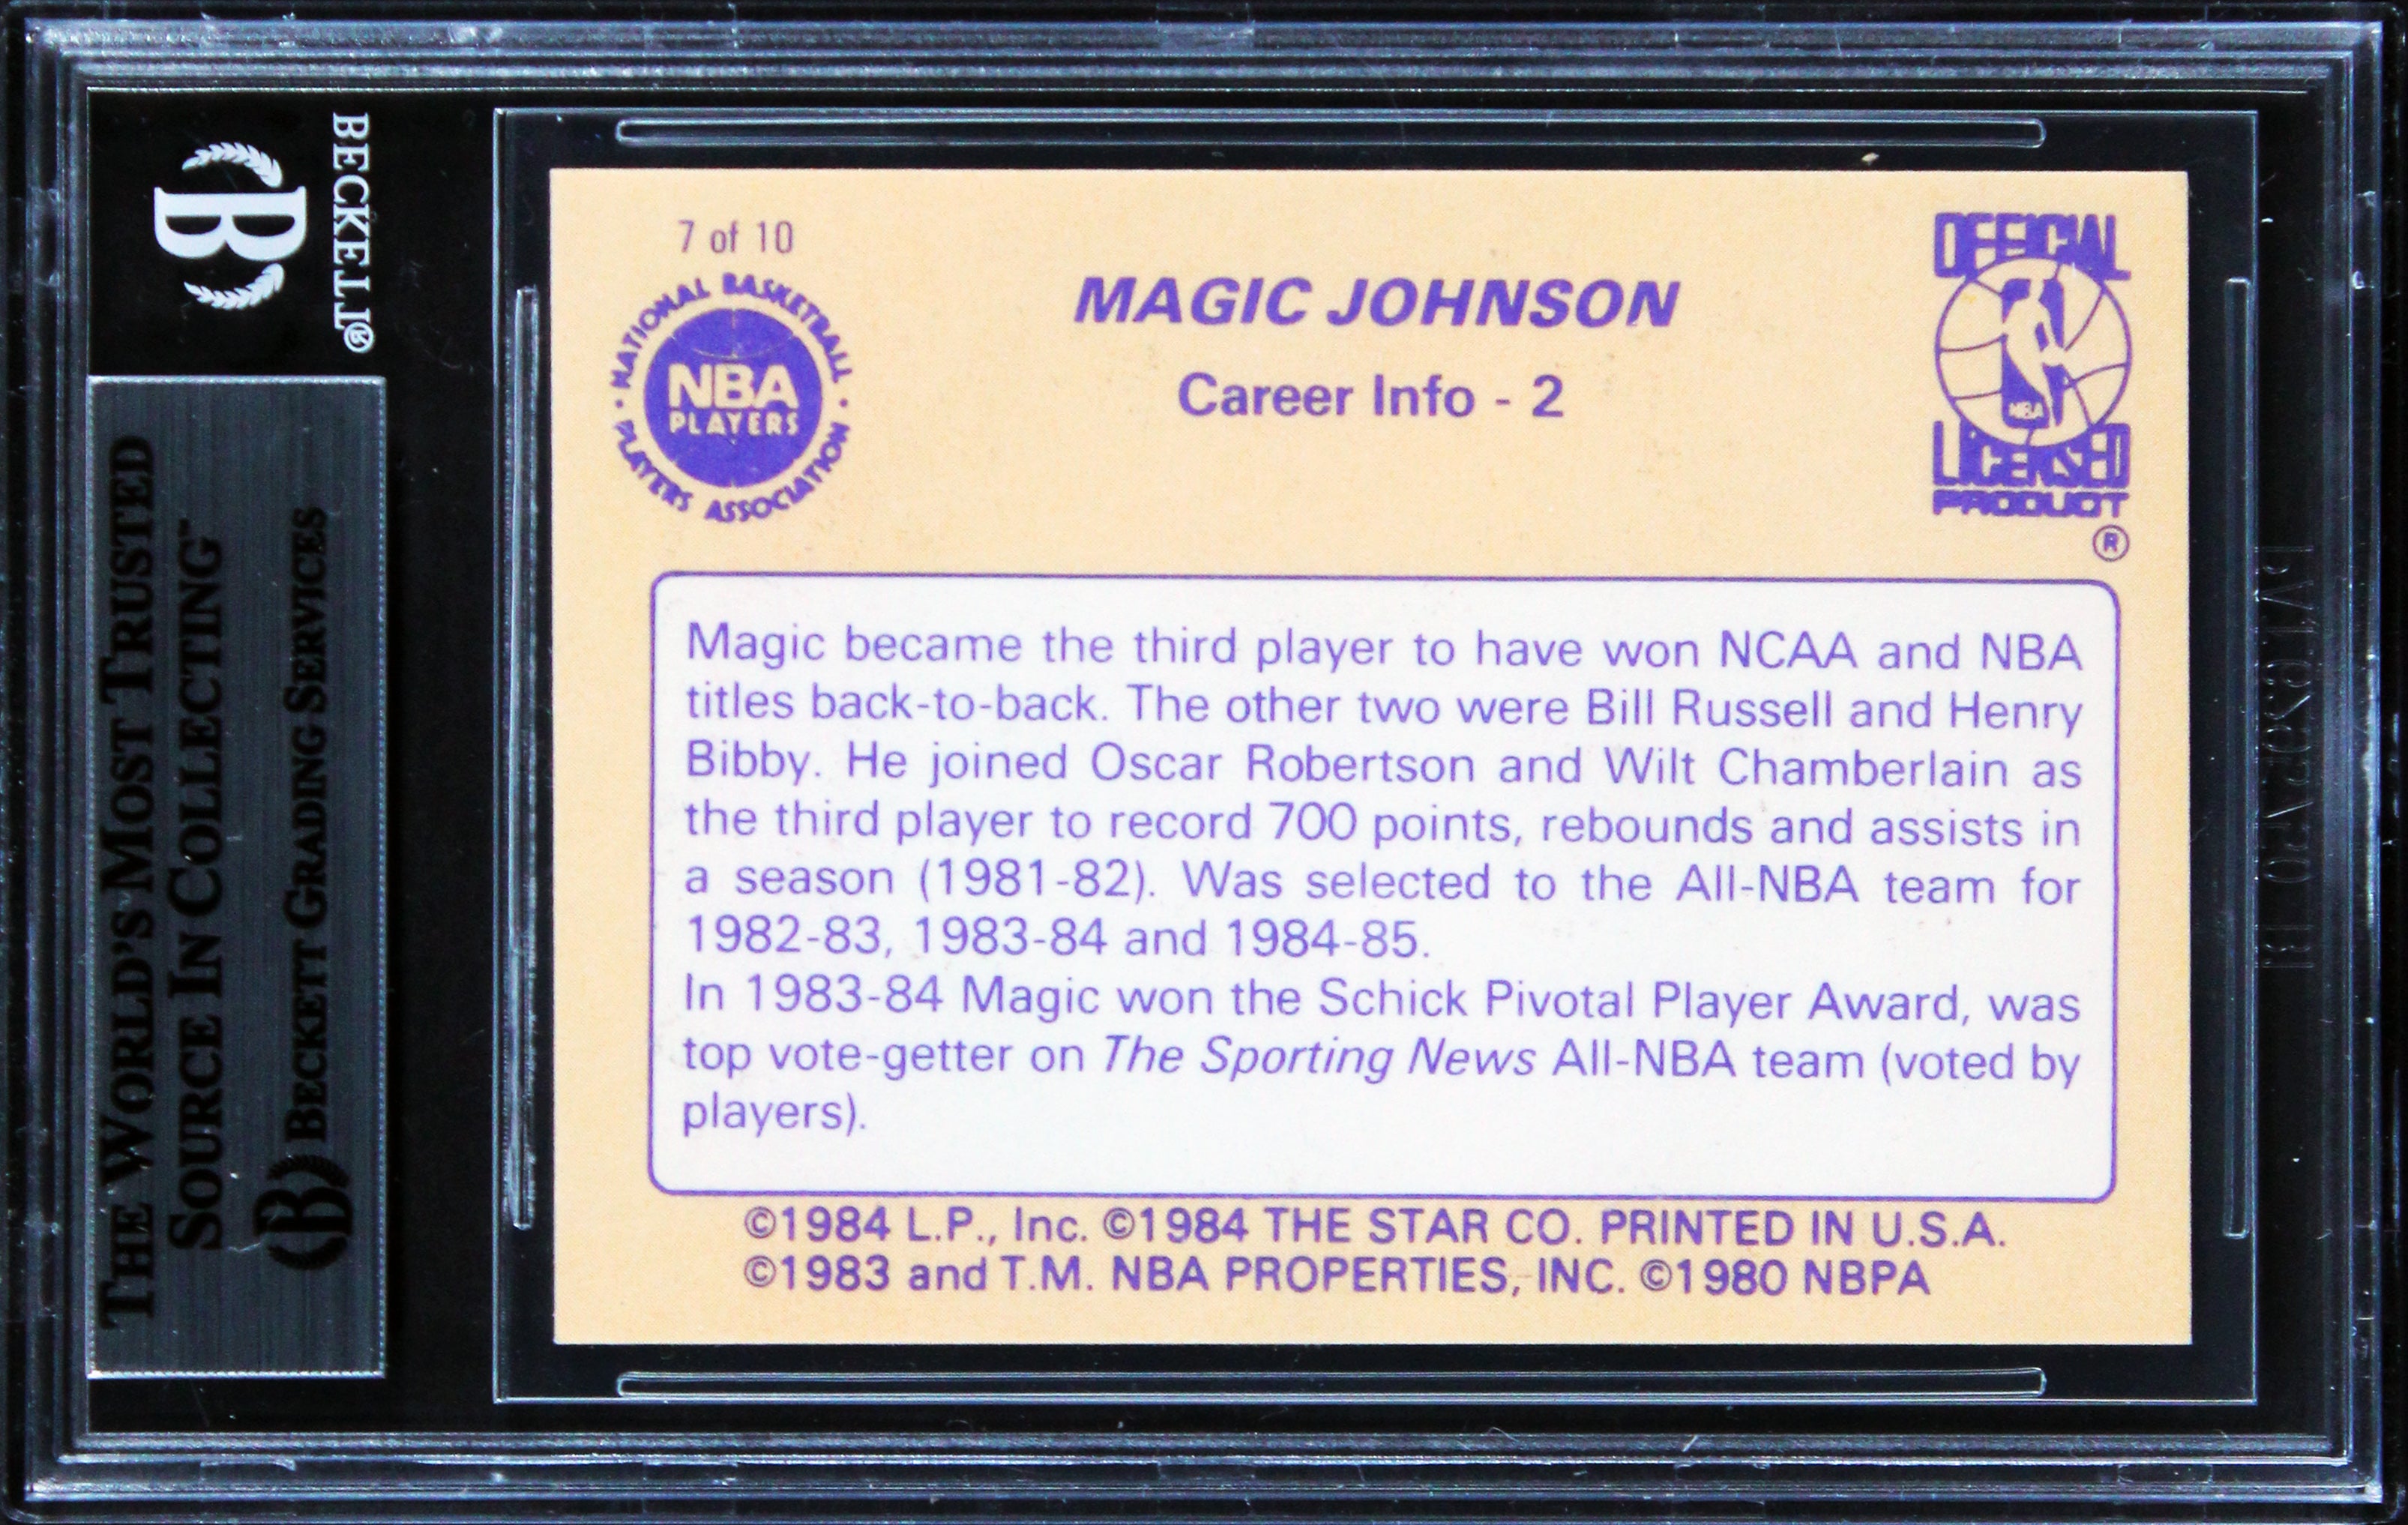 BECKETT®
B
THE WORLD'S MOST TRUSTED
SOURCE IN COLLECTING™
B BECKETT GRADING SERVICES
7 of 10
NATIONAL BASKETBALL
NBA
PLAYERS
PLAYERS ASSOCIATION
MAGIC JOHNSON
Career Info - 2
OFFICIAL
NBA
LICENSED
PRODUCT
®
Magic became the third player to have won NCAA and NBA
titles back-to-back. The other two were Bill Russell and Henry
Bibby. He joined Oscar Robertson and Wilt Chamberlain as
the third player to record 700 points, rebounds and assists in
a season (1981-82). Was selected to the All-NBA team for
1982-83, 1983-84 and 1984-85.
In 1983-84 Magic won the Schick Pivotal Player Award, was
top vote-getter on The Sporting News All-NBA team (voted by
players).
©1984 L.P., Inc. ©1984 THE STAR CO. PRINTED IN U.S.A.
©1983 and T.M. NBA PROPERTIES, INC. ©1980 NBPA